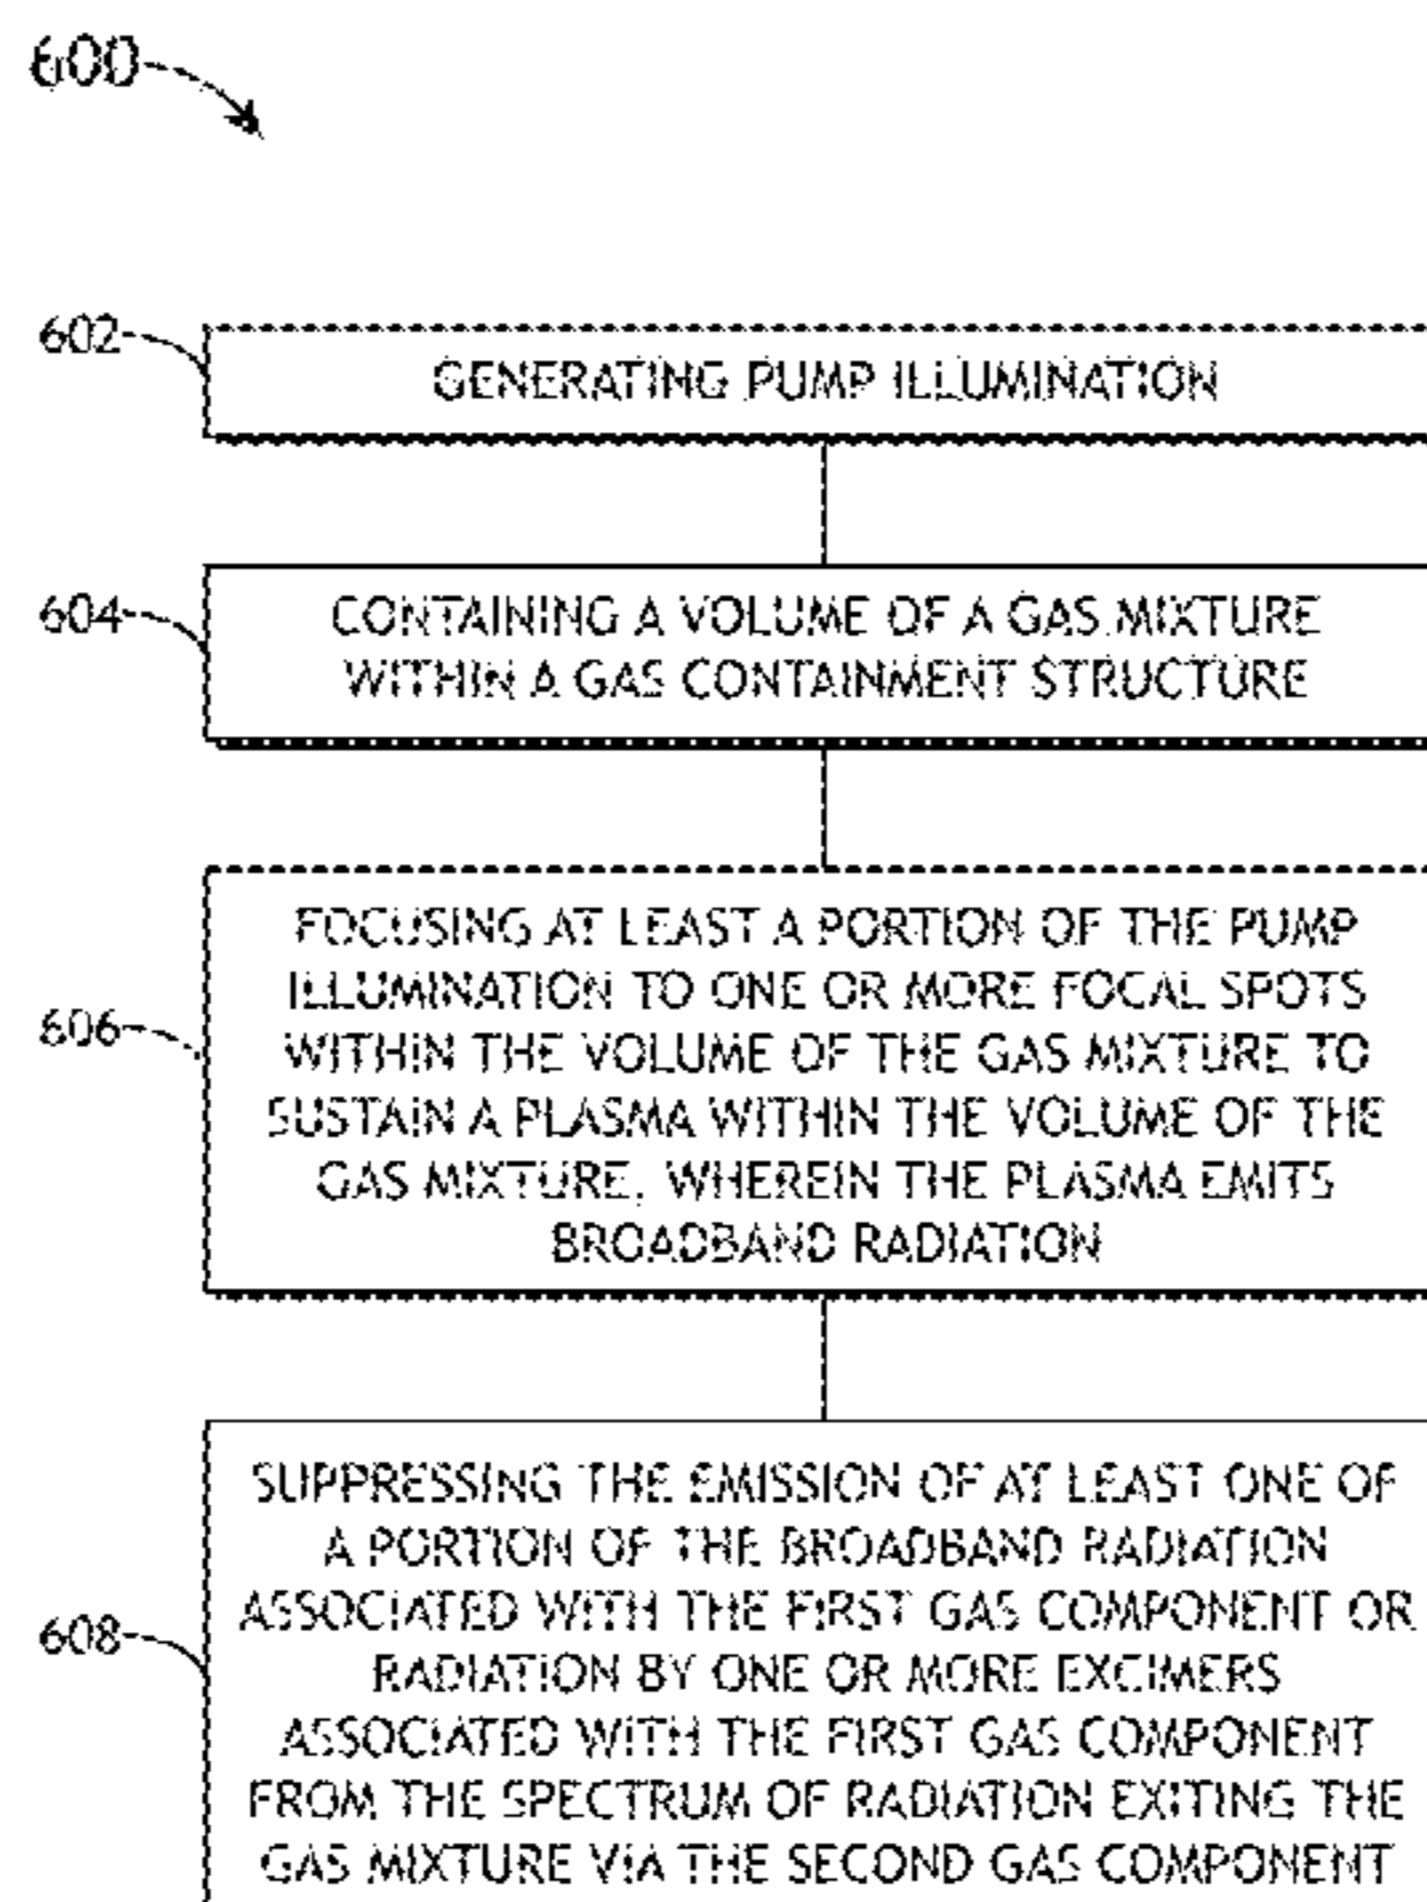 600
602
GENERATING PUMP ILLUMINATION
604
CONTAINING A VOLUME OF A GAS MIXTURE
WITHIN A GAS CONTAINMENT STRUCTURE
606
FOCUSING AT LEAST A PORTION OF THE PUMP
ILLUMINATION TO ONE OR MORE FOCAL SPOTS
WITHIN THE VOLUME OF THE GAS MIXTURE TO
SUSTAIN A PLASMA WITHIN THE VOLUME OF THE
GAS MIXTURE, WHEREIN THE PLASMA EMITS
BROADBAND RADIATION
608
SUPPRESSING THE EMISSION OF AT LEAST ONE OF
A PORTION OF THE BROADBAND RADIATION
ASSOCIATED WITH THE FIRST GAS COMPONENT OR
RADIATION BY ONE OR MORE EXCIMERS
ASSOCIATED WITH THE FIRST GAS COMPONENT
FROM THE SPECTRUM OF RADIATION EXITING THE
GAS MIXTURE VIA THE SECOND GAS COMPONENT